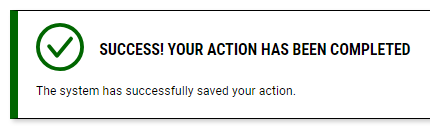 SUCCESS! YOUR ACTION HAS BEEN COMPLETED
The system has successfully saved your action.